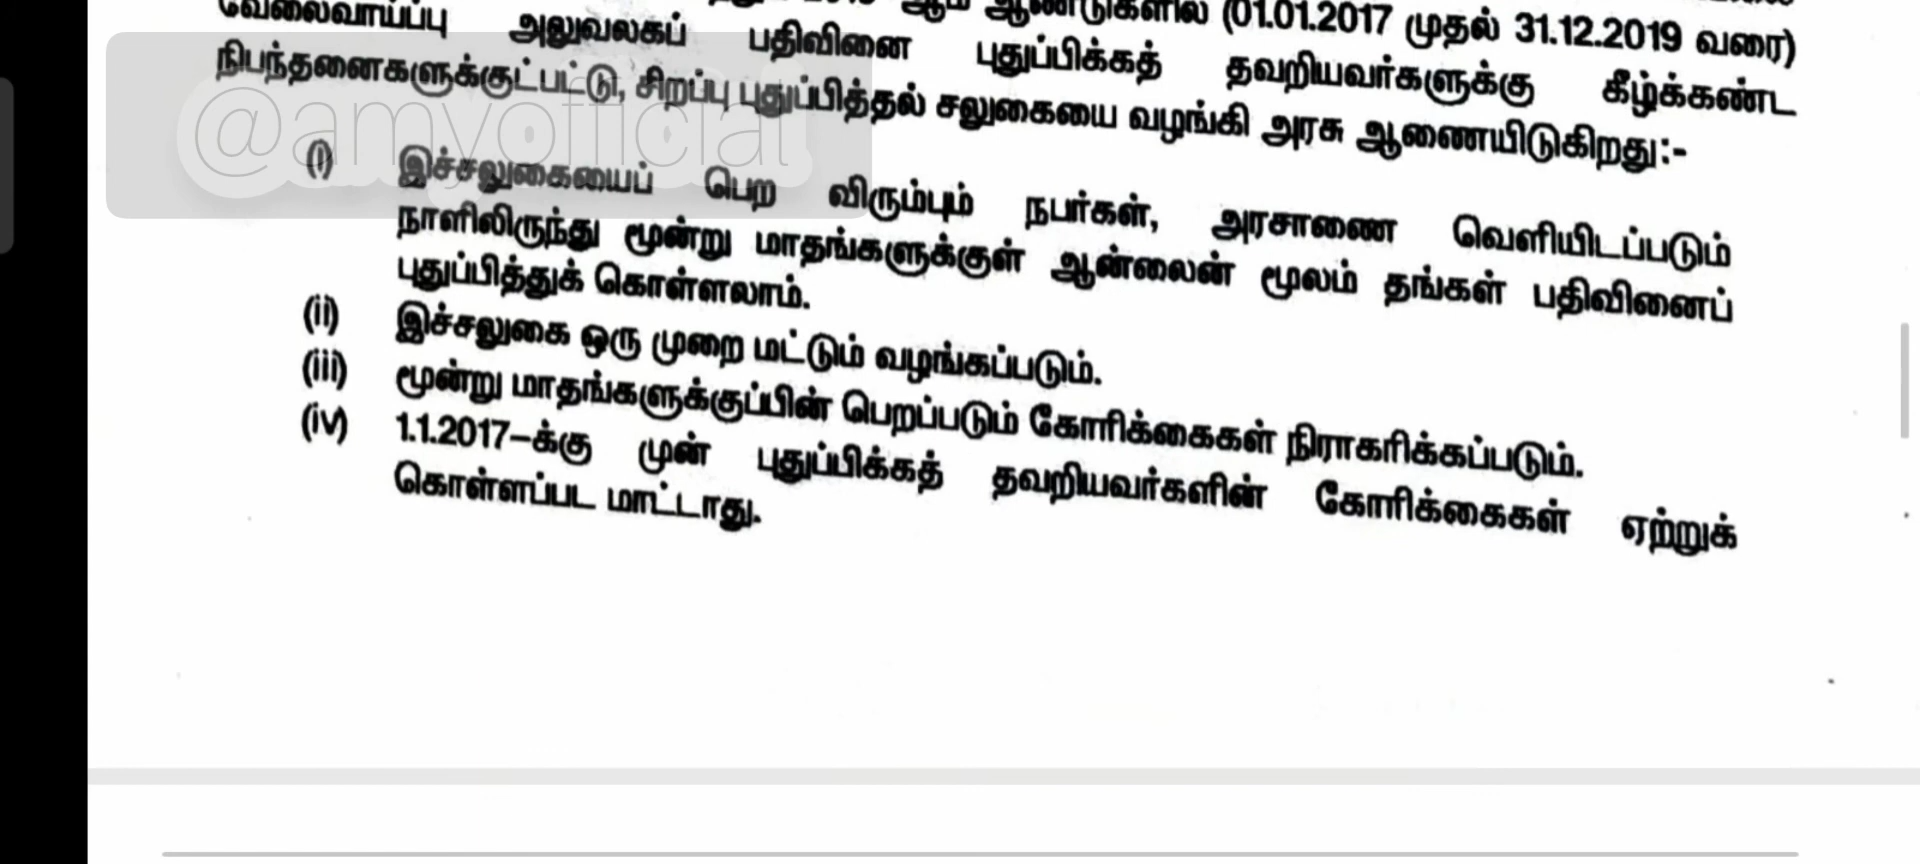 ஆம் ஆண்டுகளில் (01.01.2017 முதல் 31.12.2019 வரை)
வேலைவாய்ப்பு அலுவலகப் பதிவினை புதுப்பிக்கத் தவறியவர்களுக்கு கீழ்க்கண்ட
நிபந்தனைகளுக்குட்பட்டு, சிறப்பு புதுப்பித்தல் சலுகையை வழங்கி அரசு ஆணையிடுகிறது:-
@amyofficial
(i) இச்சலுகையைப் பெற விரும்பும் நபர்கள், அரசாணை வெளியிடப்படும்
நாளிலிருந்து மூன்று மாதங்களுக்குள் ஆன்லைன் மூலம் தங்கள் பதிவினைப்
புதுப்பித்துக் கொள்ளலாம்.
(ii) இச்சலுகை ஒரு முறை மட்டும் வழங்கப்படும்.
(iii) மூன்று மாதங்களுக்குப்பின் பெறப்படும் கோரிக்கைகள் நிராகரிக்கப்படும்.
(iv) 1.1.2017-க்கு முன் புதுப்பிக்கத் தவறியவர்களின் கோரிக்கைகள் ஏற்றுக்
கொள்ளப்பட மாட்டாது.